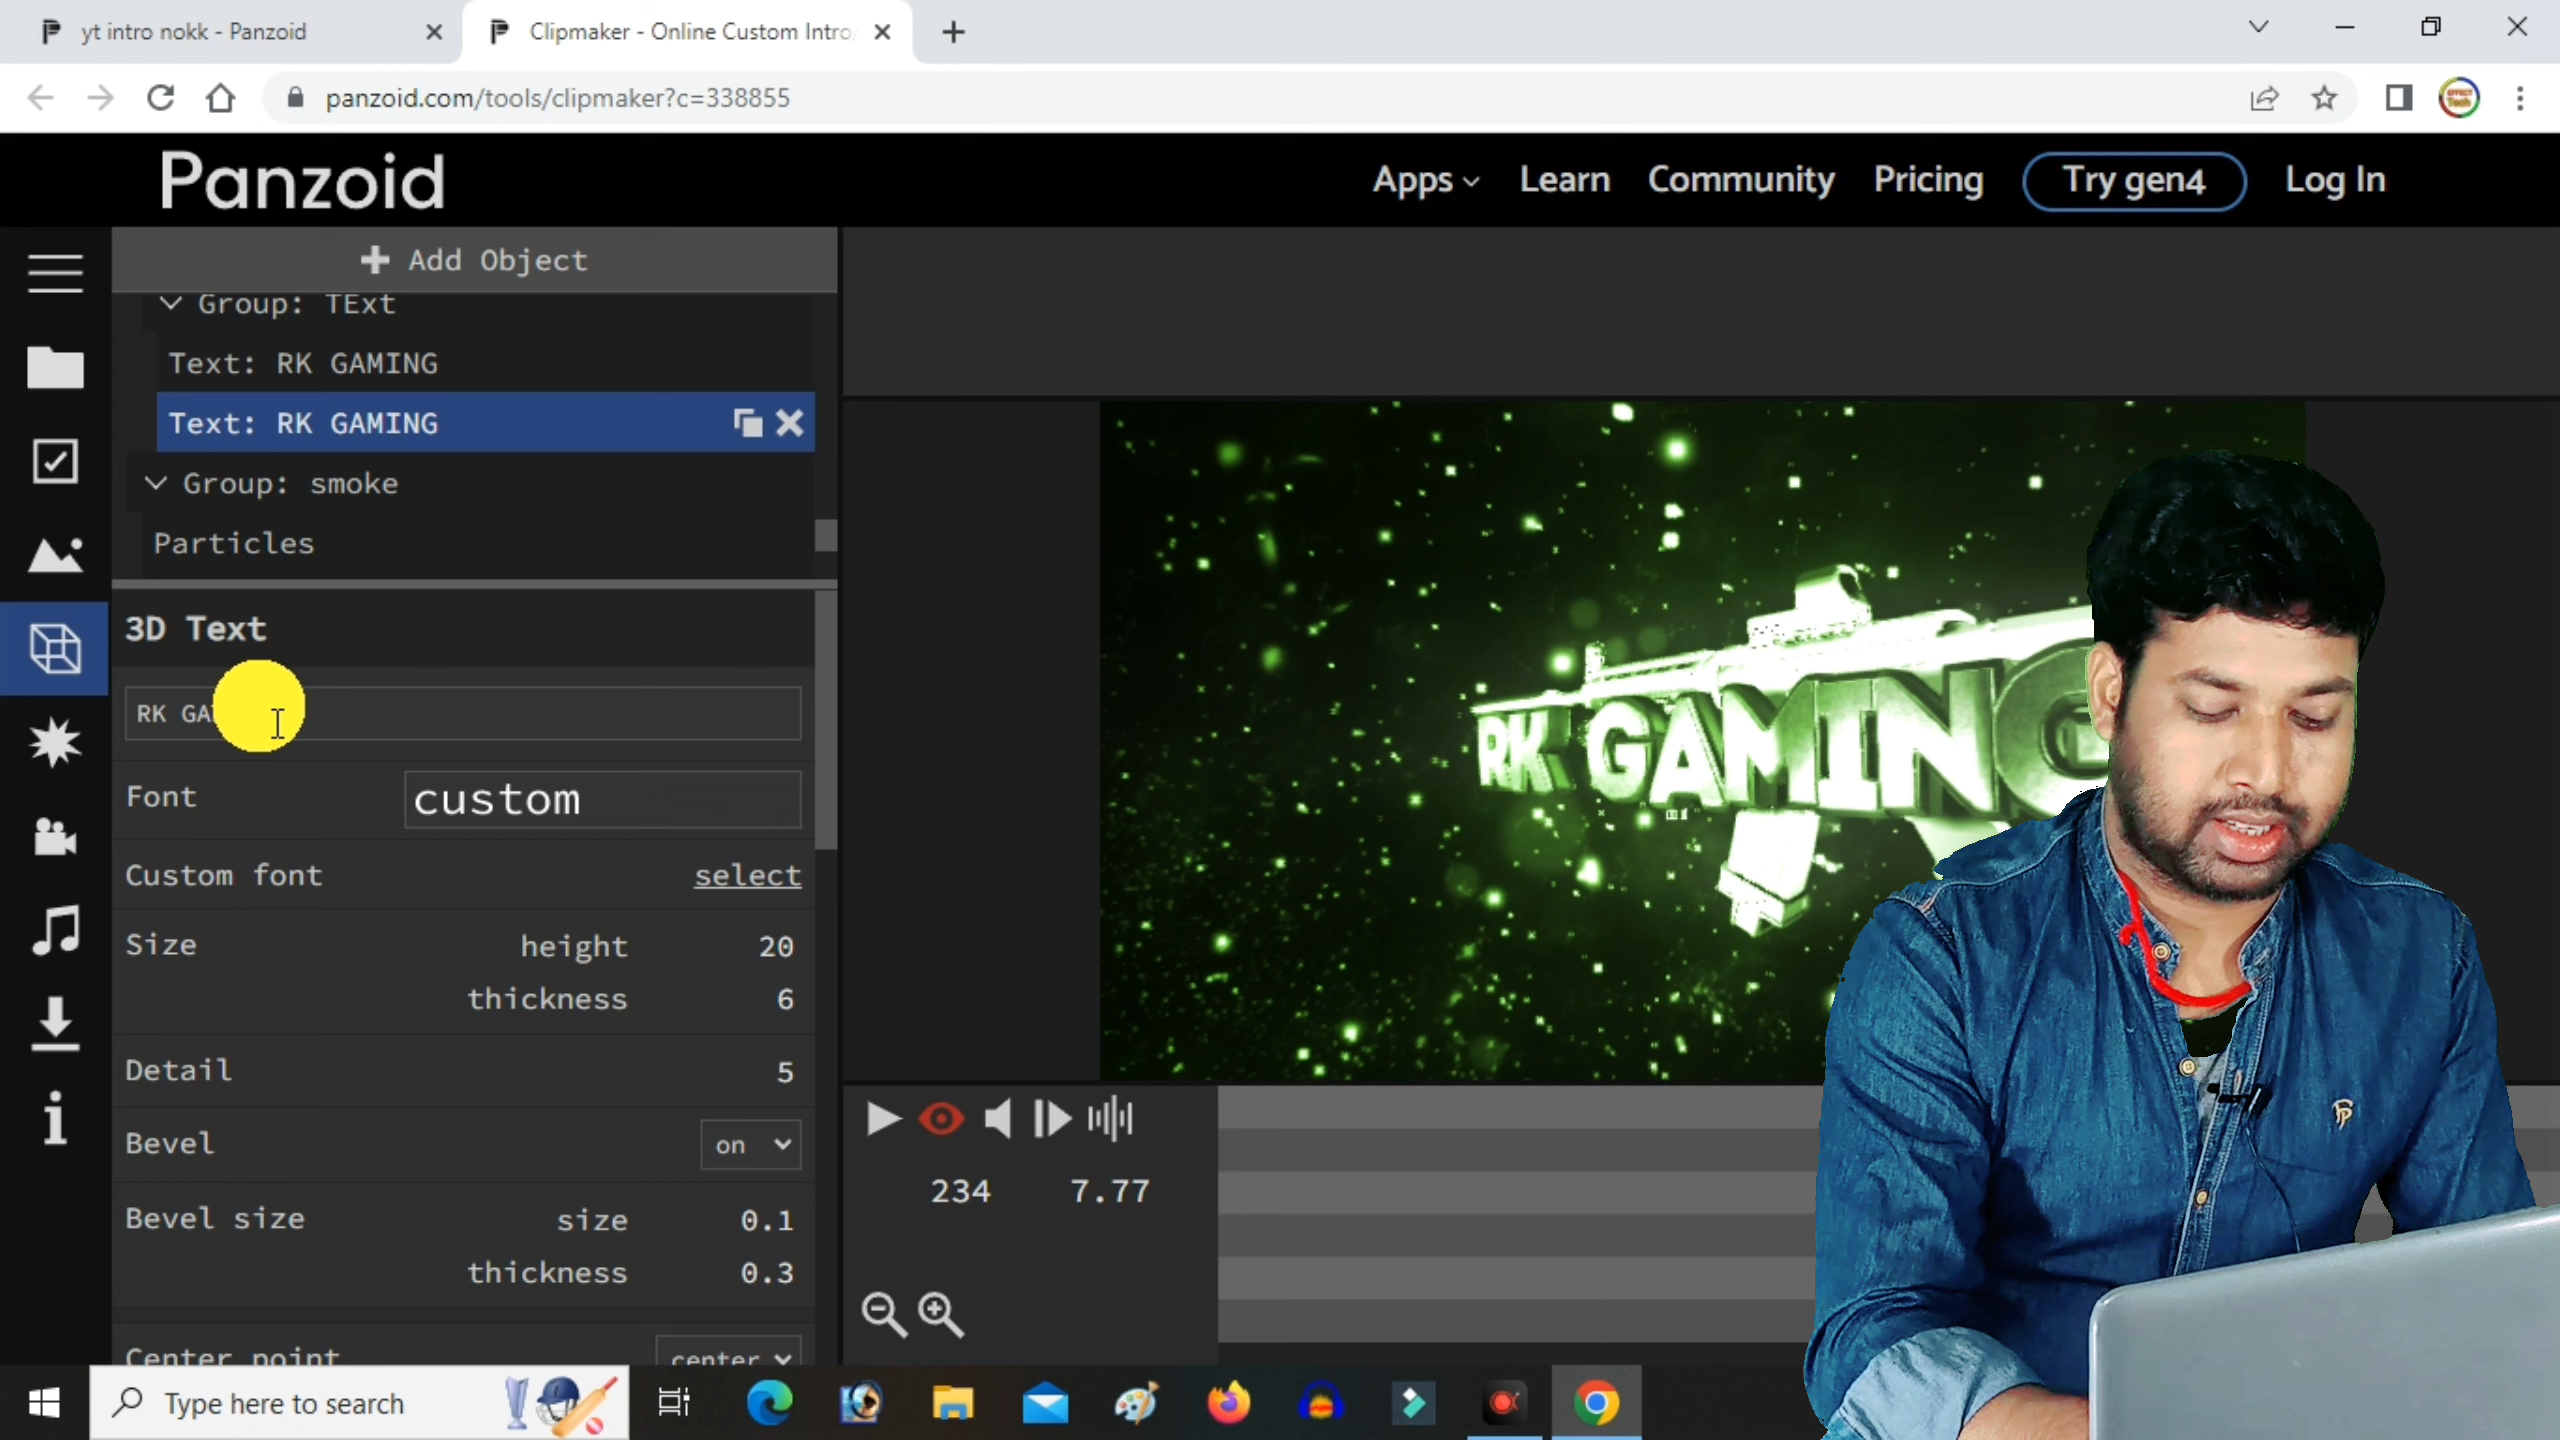 yt intro nokk - Panzoid
Clipmaker - Online Custom Intro
panzoid.com/tools/clipmaker?c=338855
Panzoid
Apps
Learn
Community
Pricing
Try gen4
Log In
Add Object
Group: TExt
Text: RK GAMING
Text: RK GAMING
Group: smoke
Particles
3D Text
RK GA
Font custom
Custom font select
Size height 20
thickness 6
Detail 5
Bevel on
Bevel size size 0.1
thickness 0.3
Center point center
RK GAMING
234 7.77
Type here to search